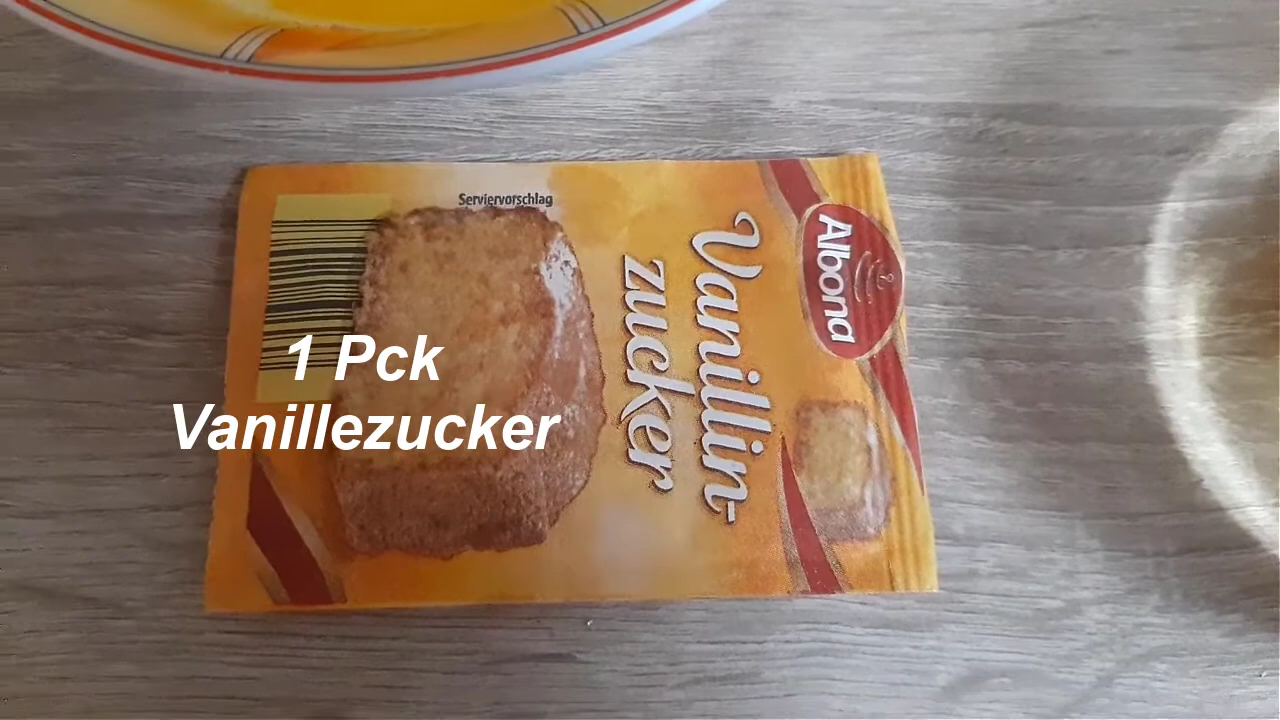 Serviervorschlag
Albona
Vanillin-
zucker
1 Pck
Vanillezucker